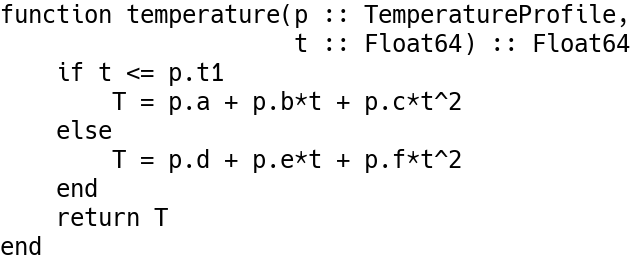 function temperature(p :: TemperatureProfile,
                     t :: Float64) :: Float64
    if t <= p.t1
        T = p.a + p.b*t + p.c*t^2
    else
        T = p.d + p.e*t + p.f*t^2
    end
    return T
end